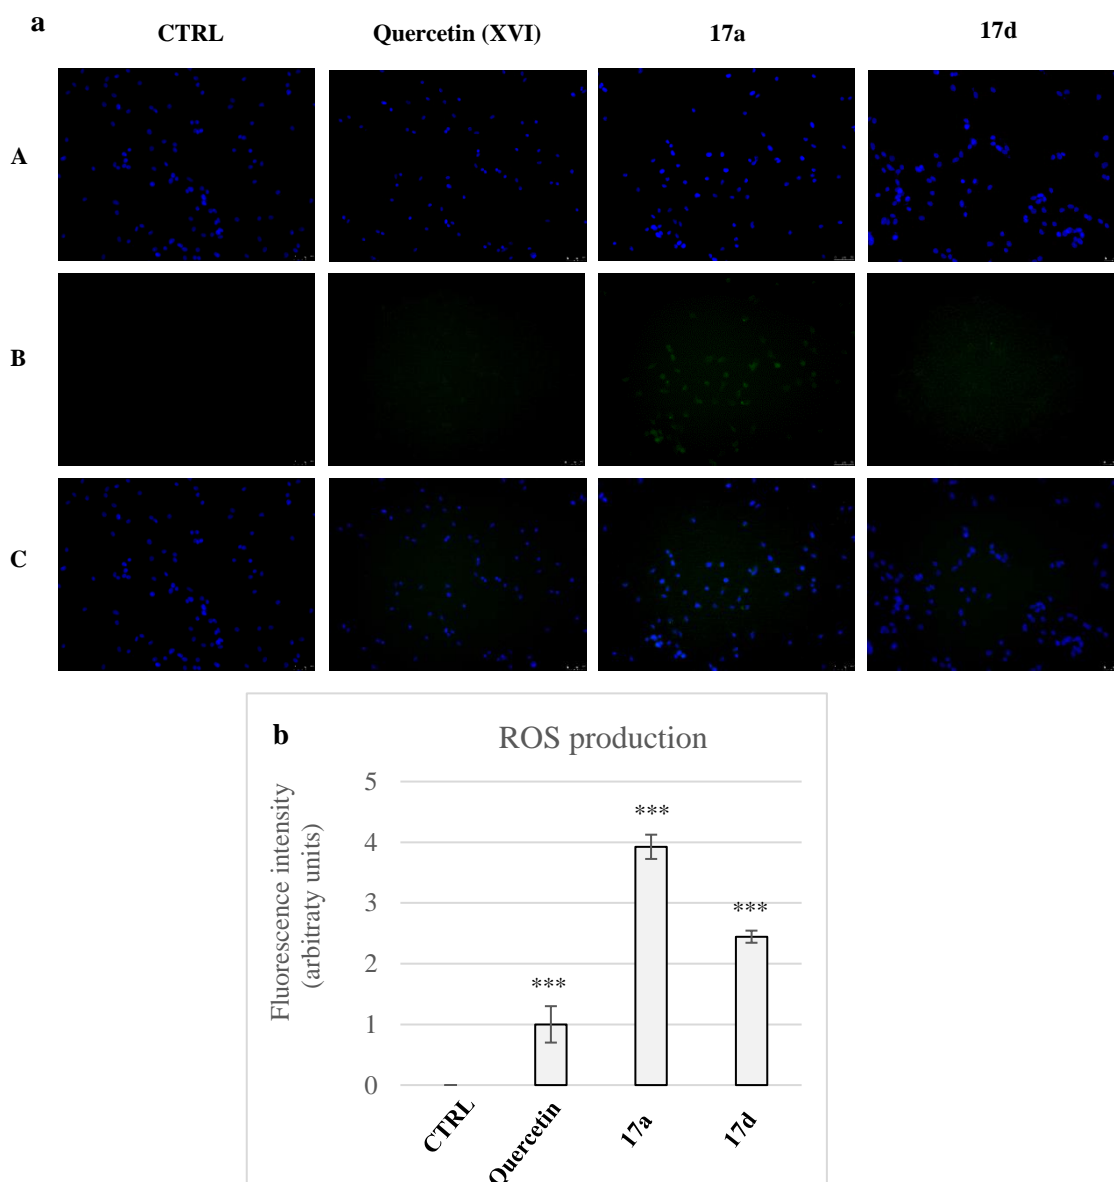 a
CTRL
Quercetin (XVI)
17a
17d
A
B
C
b
ROS production
Fluorescence intensity
(arbitraty units)
5
4
3
2
1
0
***
***
***
CTRL
Quercetin
17a
17d